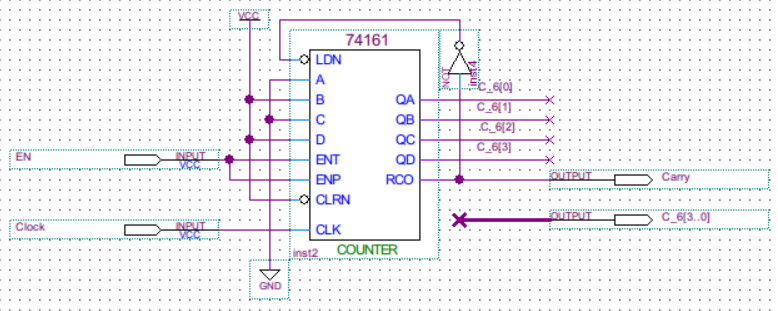 VCC
74161
LDN
A
B
C
D
ENT
ENP
CLRN
CLK
QA
QB
QC
QD
RCO
COUNTER
inst2
NOT
inst4
C_6[0]
C_6[1]
C_6[2]
C_6[3]
EN
INPUT
VCC
Clock
INPUT
VCC
OUTPUT
Carry
OUTPUT
C_6[3..0]
GND